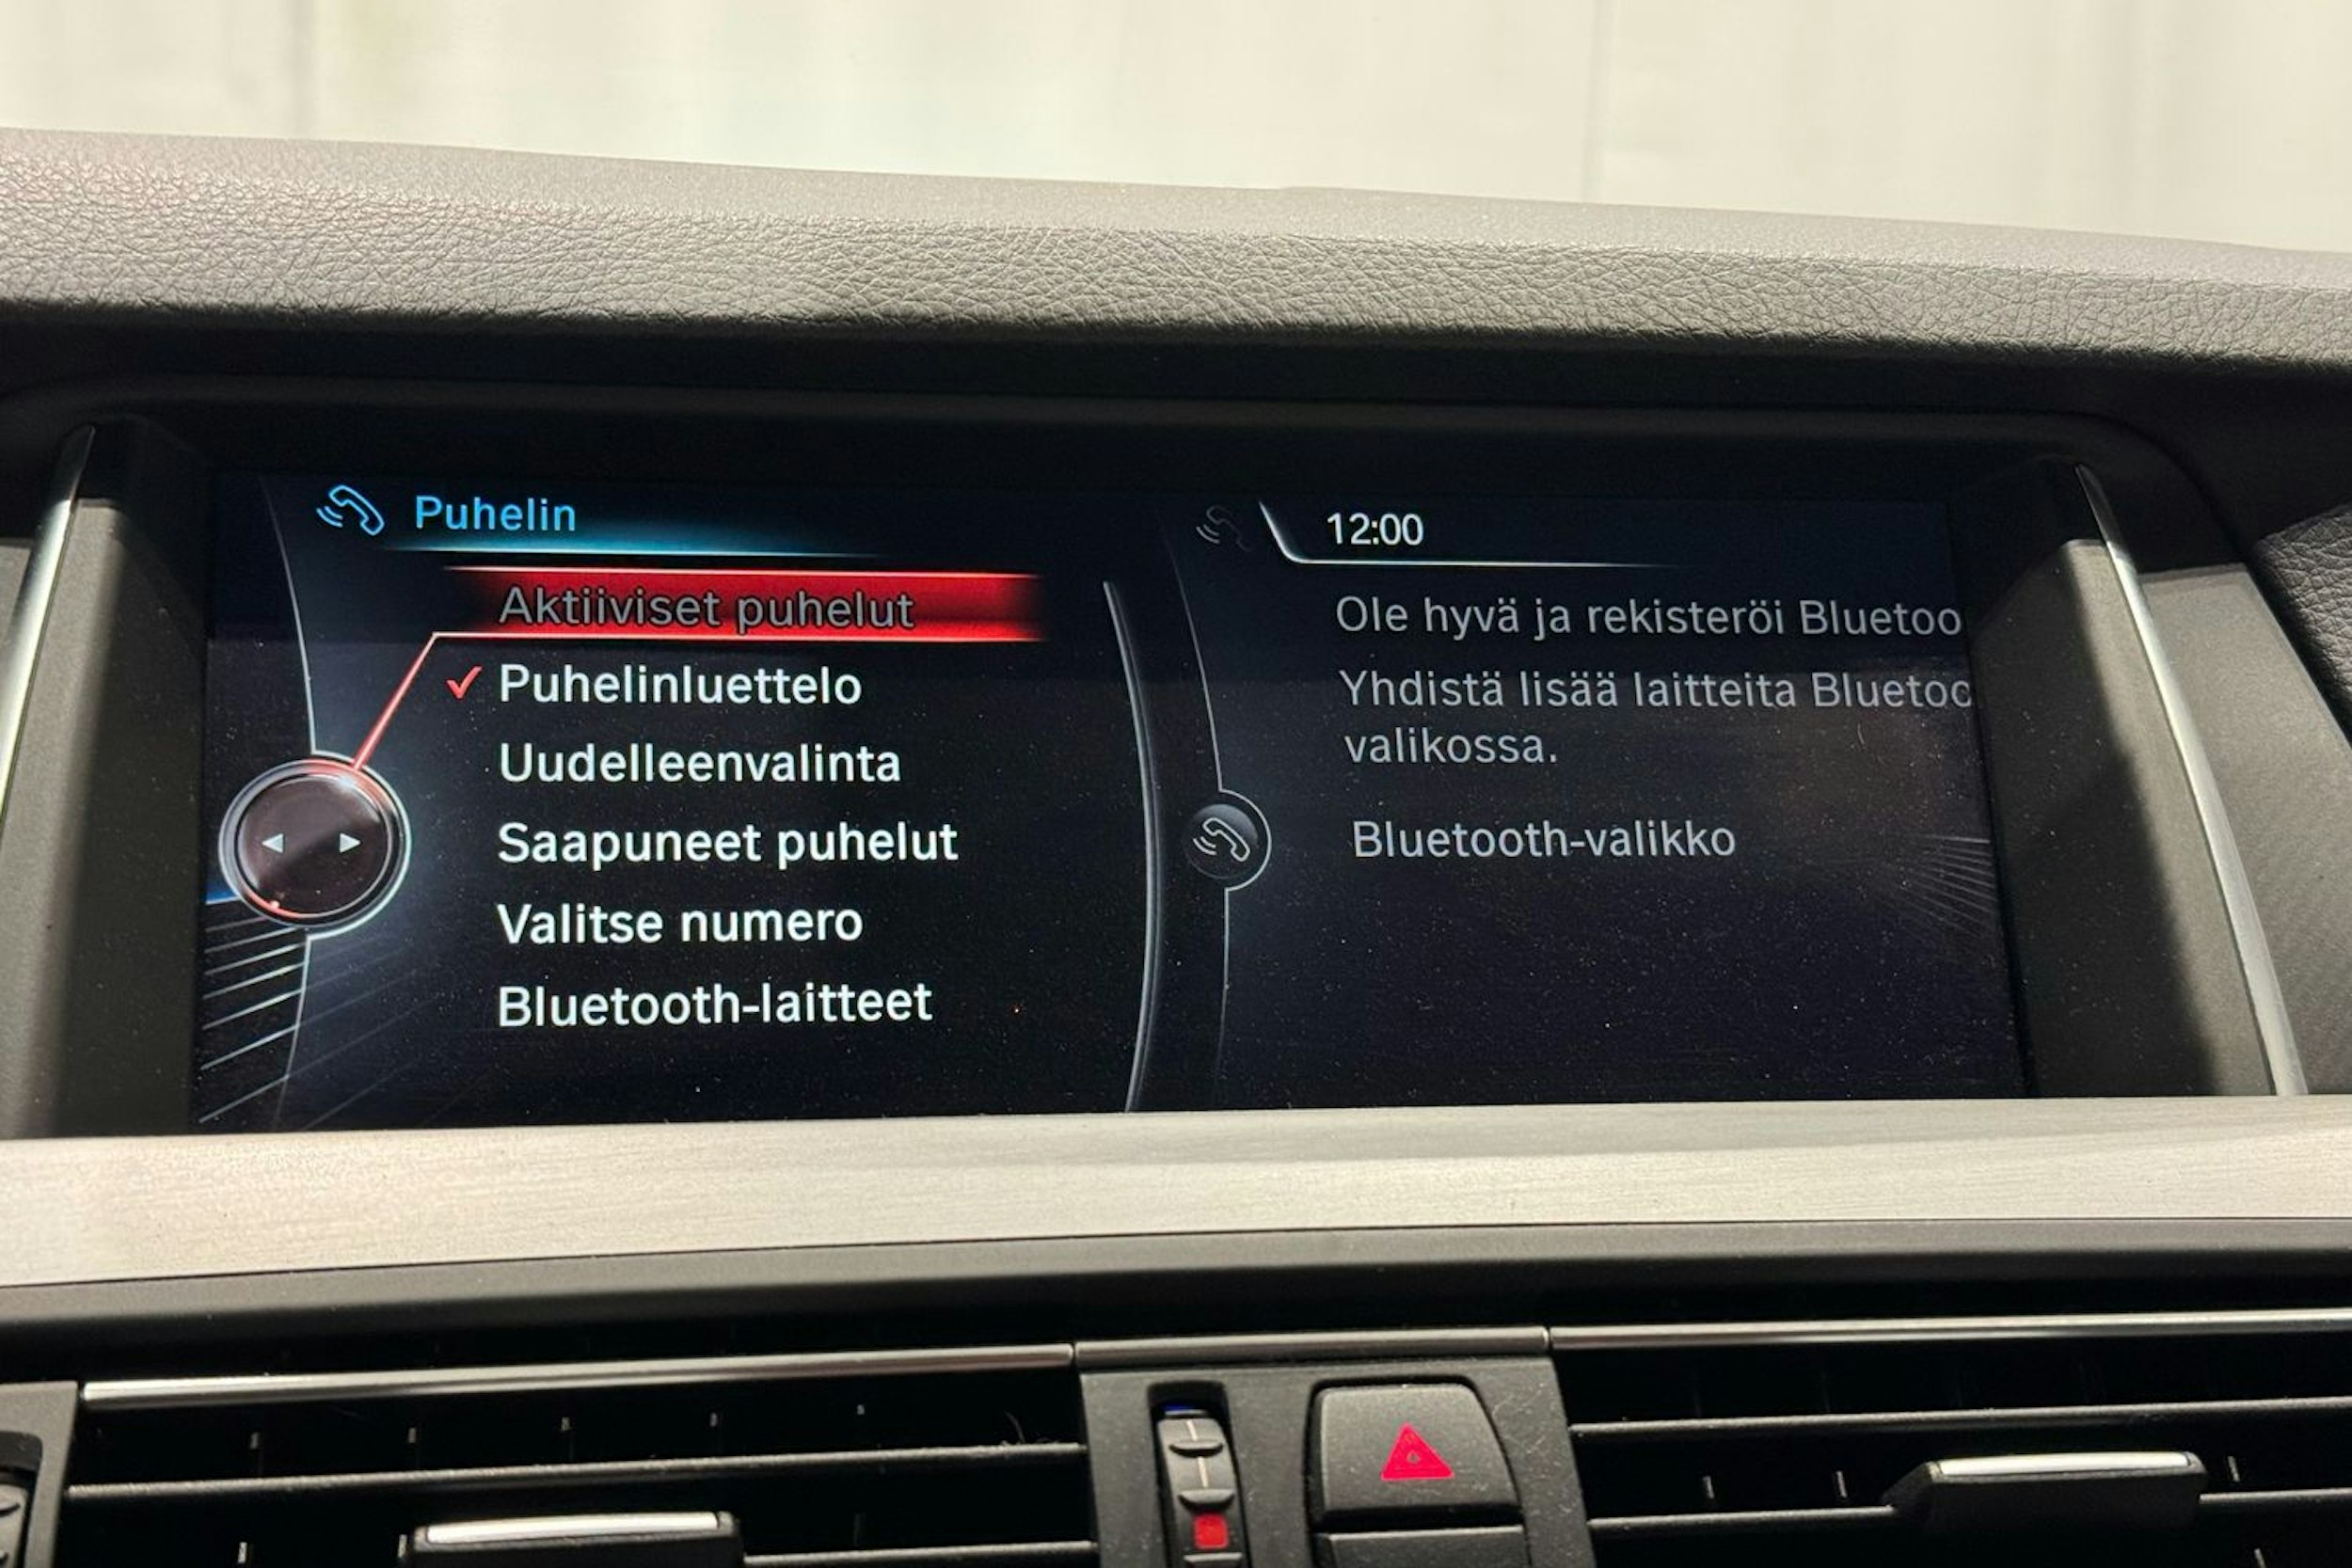 Puhelin
Aktiiviset puhelut
Puhelinluettelo
Uudelleenvalinta
Saapuneet puhelut
Valitse numero
Bluetooth-laitteet
12:00
Ole hyvä ja rekisteröi Bluetoo
Yhdistä lisää laitteita Bluetoo
valikossa.
Bluetooth-valikko